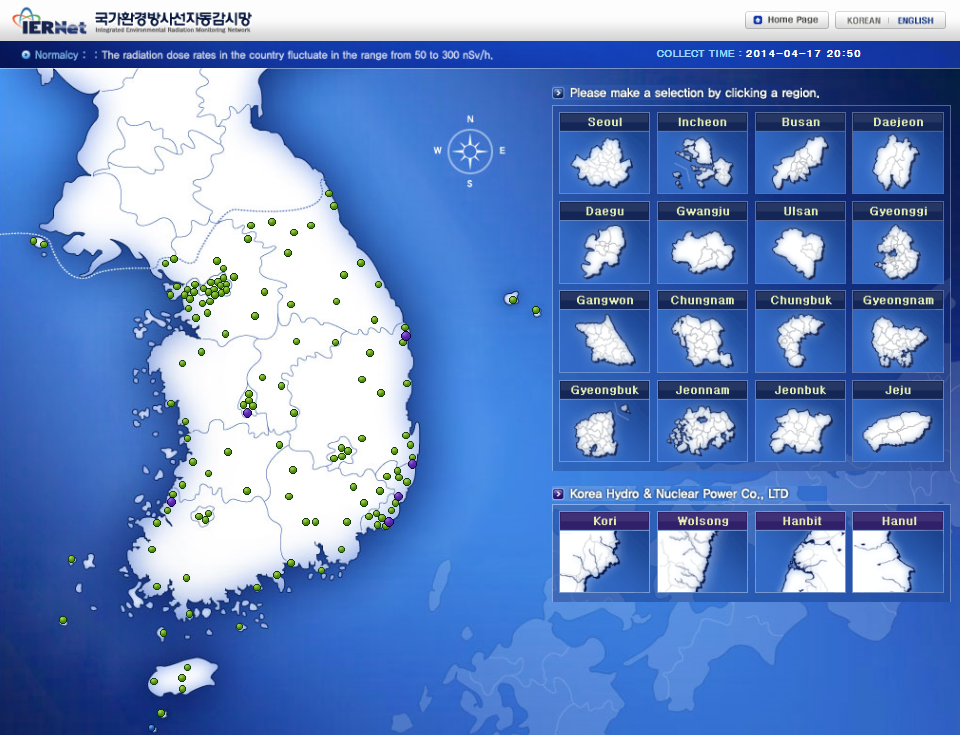 IERNet 국가환경방사선자동감시망
Integrated Environmental Radiation Monitoring Network
Home Page
KOREAN | ENGLISH
Normalcy : : The radiation dose rates in the country fluctuate in the range from 50 to 300 nSv/h.
COLLECT TIME : 2014-04-17 20:50
Please make a selection by clicking a region.
N
W E
S
Seoul Incheon Busan Daejeon
Daegu Gwangju Ulsan Gyeonggi
Gangwon Chungnam Chungbuk Gyeongnam
Gyeongbuk Jeonnam Jeonbuk Jeju
Korea Hydro & Nuclear Power Co., LTD
Kori Wolsong Hanbit Hanul